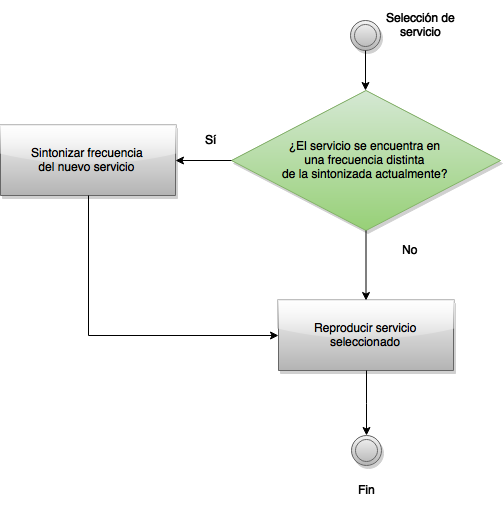 Selección de
servicio
¿El servicio se encuentra en
una frecuencia distinta
de la sintonizada actualmente?
Sí
Sintonizar frecuencia
del nuevo servicio
No
Reproducir servicio
seleccionado
Fin